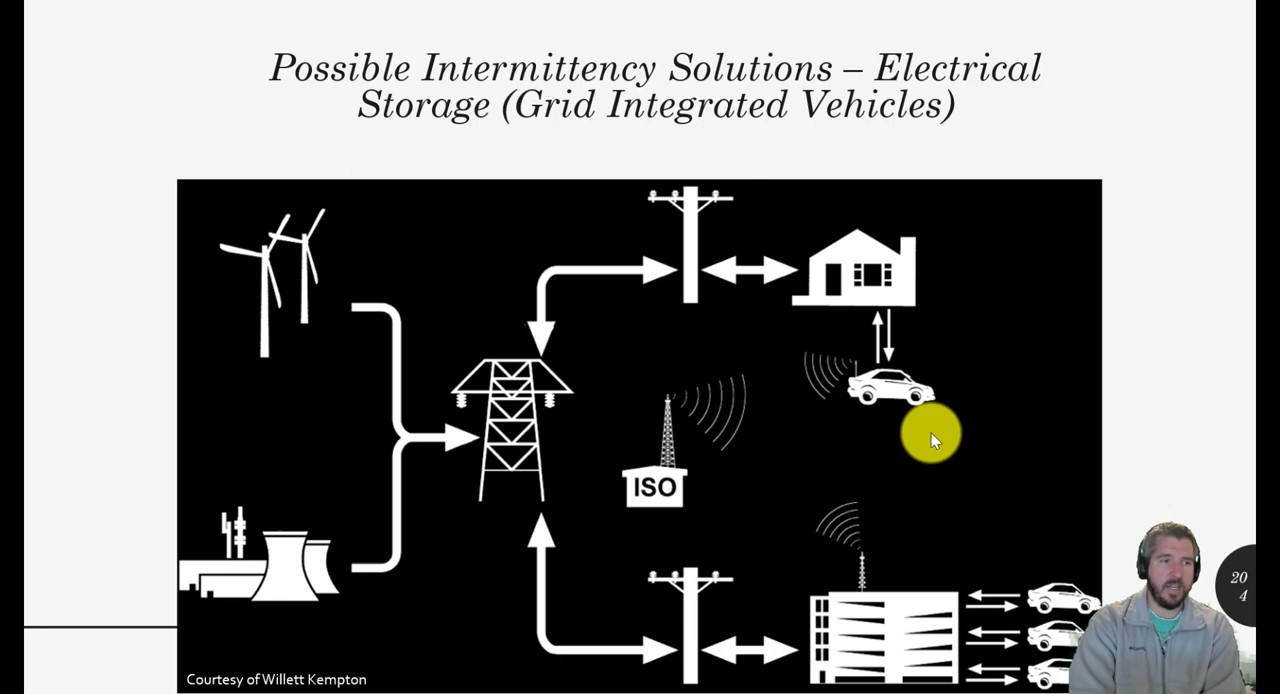 Possible Intermittency Solutions – Electrical
Storage (Grid Integrated Vehicles)
ISO
20
4
Courtesy of Willett Kempton